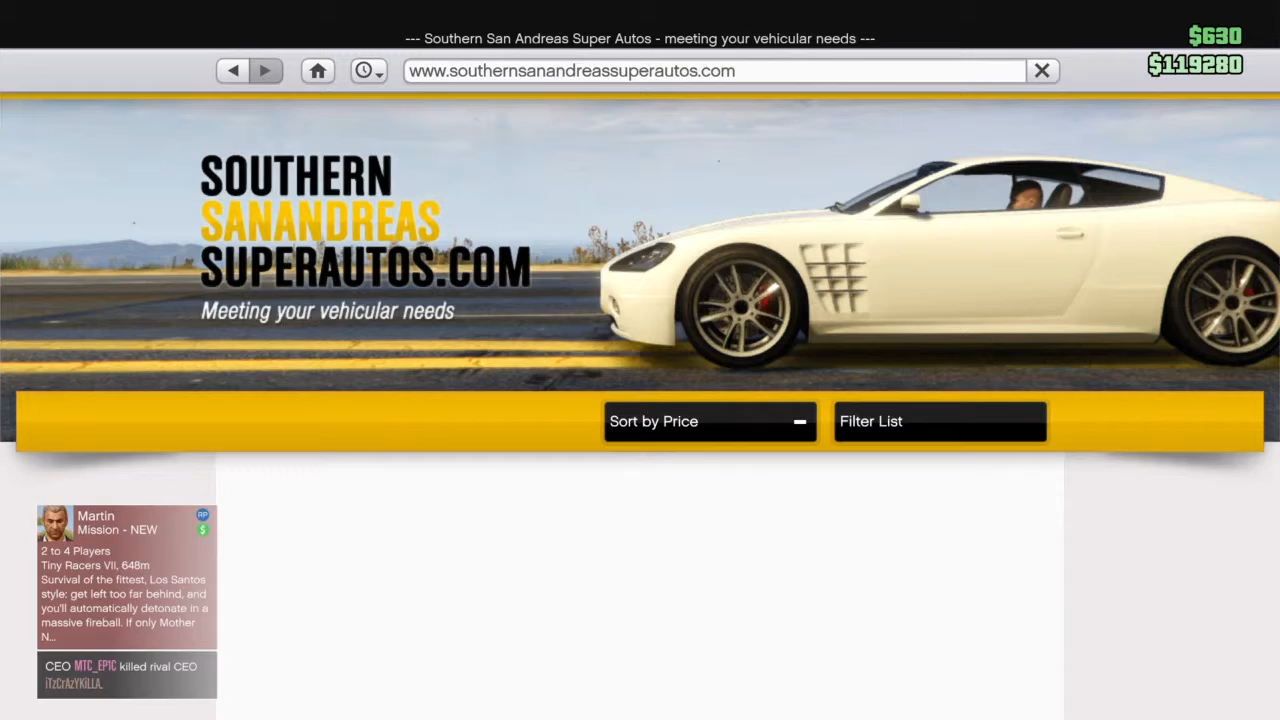 --- Southern San Andreas Super Autos - meeting your vehicular needs ---
$630
$119280
www.southernsanandreassuperautos.com
SOUTHERN
SANANDREAS
SUPERAUTOS.COM
Meeting your vehicular needs
Sort by Price
Filter List
Martin
RP
Mission - NEW
$
2 to 4 Players
Tiny Racers VII, 648m
Survival of the fittest, Los Santos
style: get left too far behind, and
you'll automatically detonate in a
massive fireball. If only Mother
N...
CEO MTC_EP1C killed rival CEO
iTzCrAzYKiLLA_